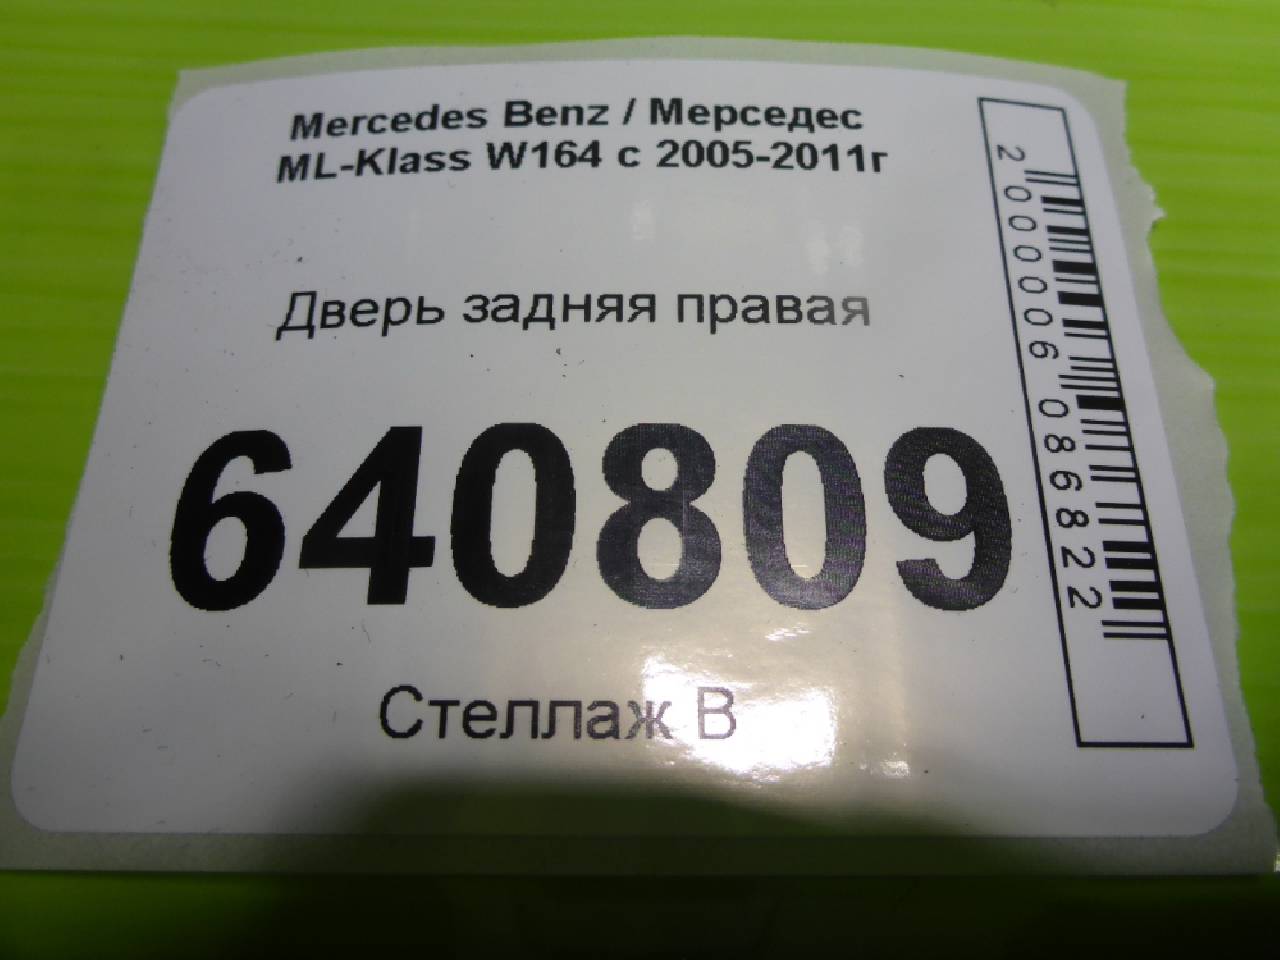 Mercedes Benz / Мерседес
ML-Klass W164 с 2005-2011г
Дверь задняя правая
640809
Стеллаж В
2000006086822